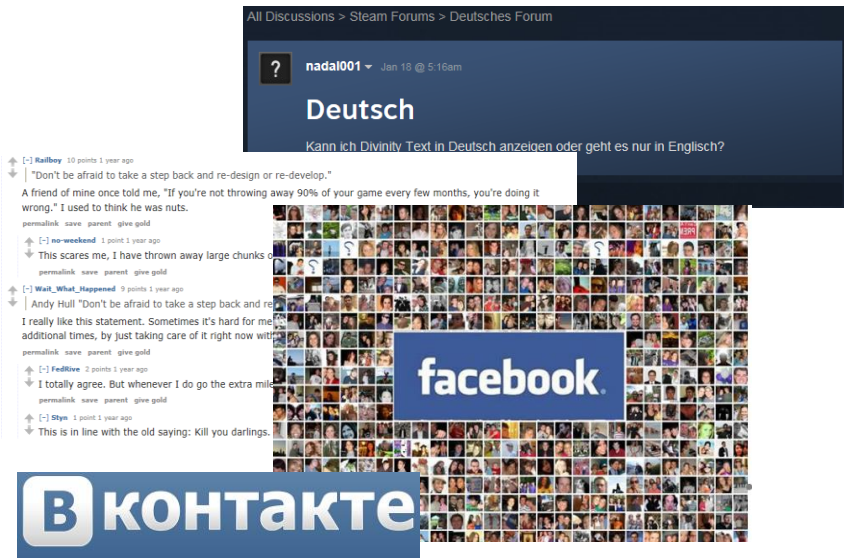 All Discussions > Steam Forums > Deutsches Forum
?
nadal001 Jan 18 @ 5:16am
Deutsch
Kann ich Divinity Text in Deutsch anzeigen oder geht es nur in Englisch?
[–] Railboy 10 points 1 year ago
"Don't be afraid to take a step back and re-design or re-develop."
A friend of mine once told me, "If you're not throwing away 90% of your game every few months, you're doing it
wrong." I used to think he was nuts.
permalink save parent give gold
[–] no-weekend 1 point 1 year ago
This scares me, I have thrown away large chunks o
permalink save parent give gold
[–] Wait_What_Happened 9 points 1 year ago
Andy Hull "Don't be afraid to take a step back and re
I really like this statement. Sometimes it's hard for me
additional times, by just taking care of it right now with
permalink save parent give gold
[–] FedRive 2 points 1 year ago
I totally agree. But whenever I do go the extra mile
permalink save parent give gold
[–] Styn 1 point 1 year ago
This is in line with the old saying: Kill you darlings.
facebook
В контакте